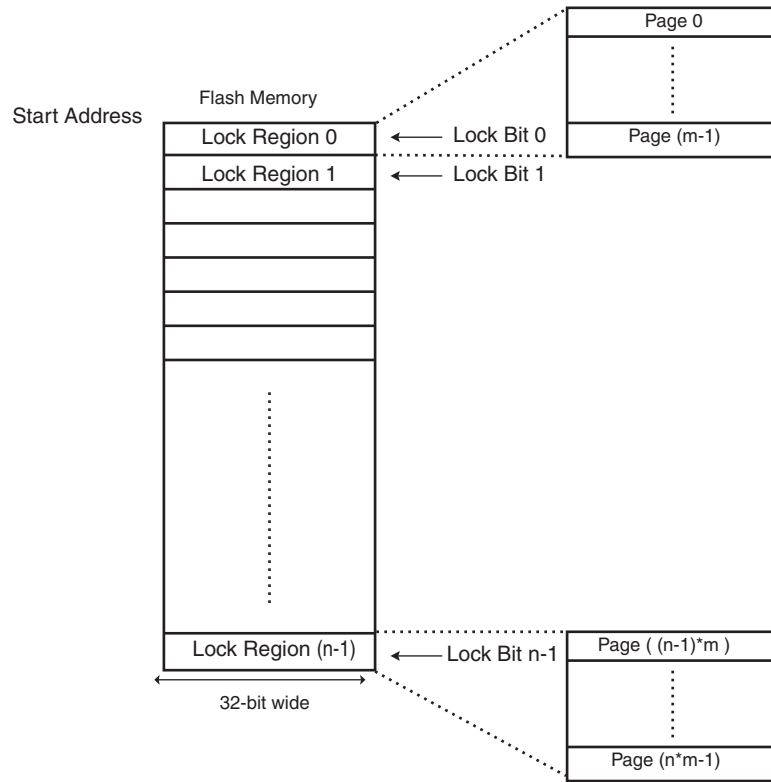 Page 0
Flash Memory
Start Address
Lock Region 0
Lock Bit 0
Page (m-1)
Lock Region 1
Lock Bit 1
Lock Region (n-1)
Lock Bit n-1
Page ( (n-1)*m )
32-bit wide
Page (n*m-1)